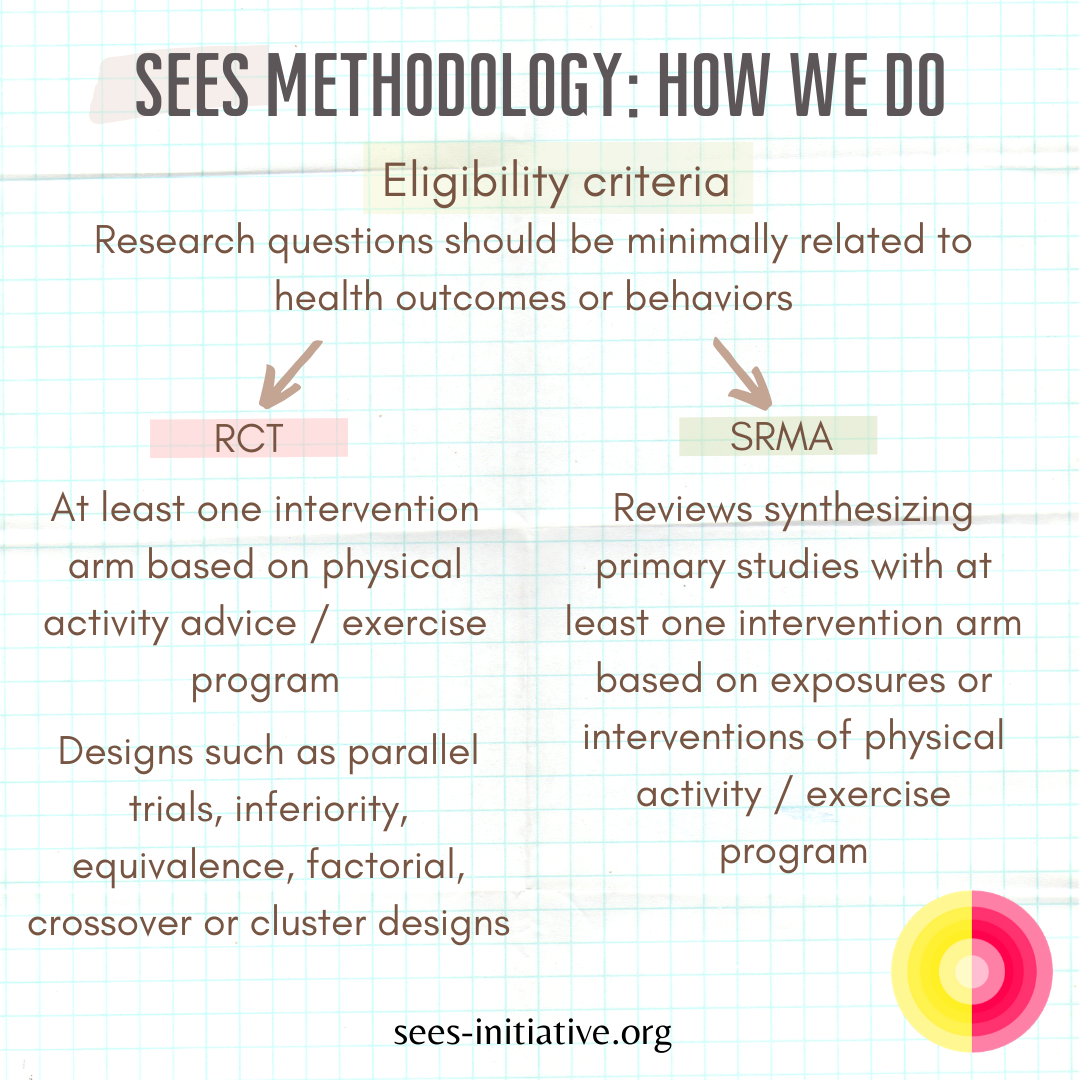 SEES METHODOLOGY: HOW WE DO
Eligibility criteria
Research questions should be minimally related to
health outcomes or behaviors
RCT
At least one intervention
arm based on physical
activity advice / exercise
program
Designs such as parallel
trials, inferiority,
equivalence, factorial,
crossover or cluster designs
SRMA
Reviews synthesizing
primary studies with at
least one intervention arm
based on exposures or
interventions of physical
activity / exercise
program
sees-initiative.org